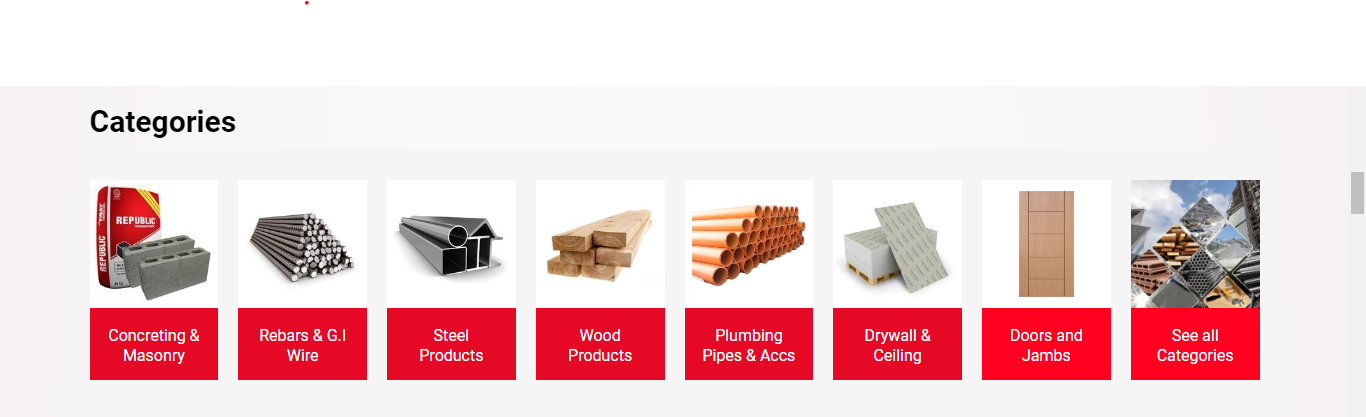 Categories
REPUBLIC
REPUBLIC
Concreting &
Masonry
Rebars & G.I
Wire
Steel
Products
Wood
Products
Plumbing
Pipes & Accs
Drywall &
Ceiling
Doors and
Jambs
See all
Categories